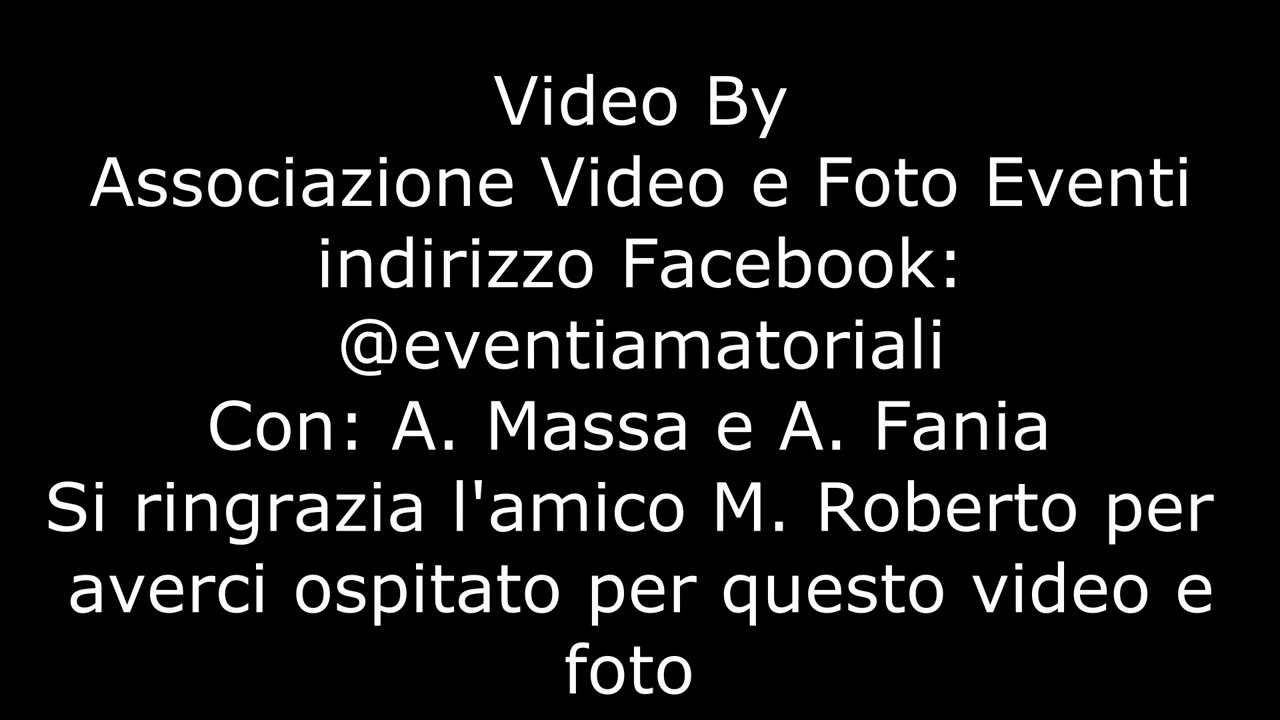 Video By
Associazione Video e Foto Eventi
indirizzo Facebook:
@eventiamatoriali
Con: A. Massa e A. Fania
Si ringrazia l'amico M. Roberto per
averci ospitato per questo video e
foto